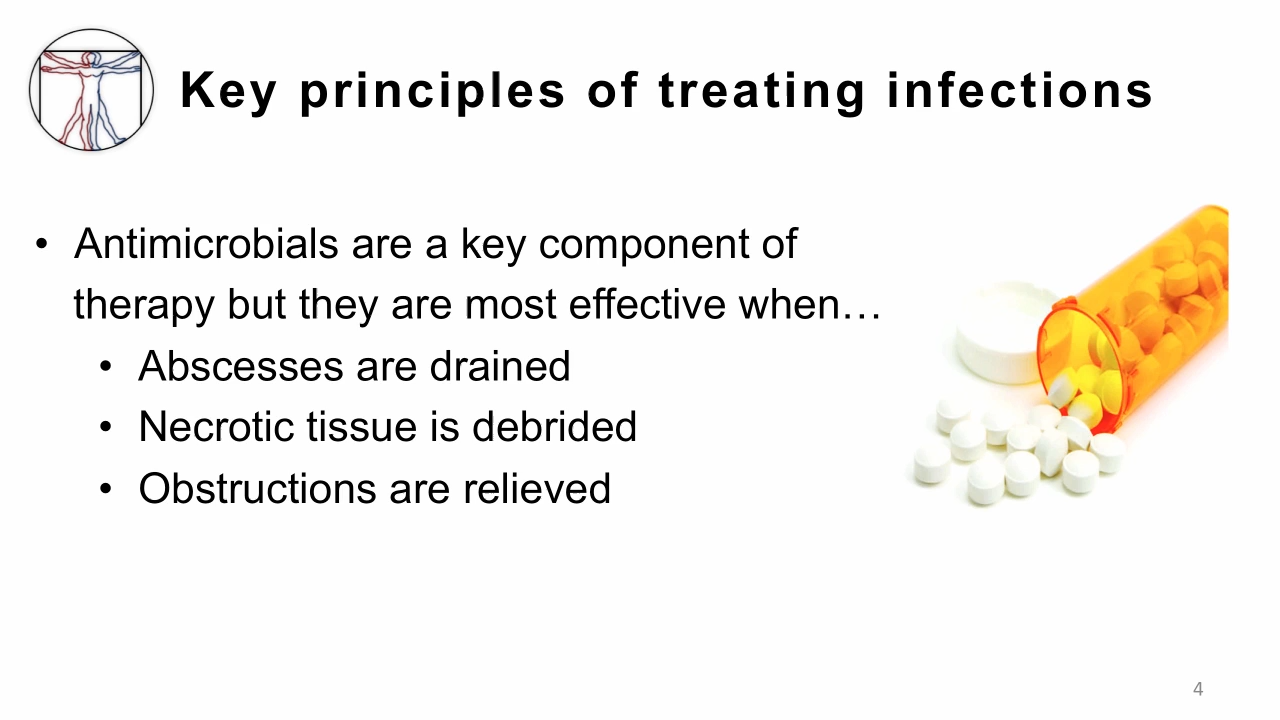 Key principles of treating infections
• Antimicrobials are a key component of
therapy but they are most effective when…
• Abscesses are drained
• Necrotic tissue is debrided
• Obstructions are relieved
4